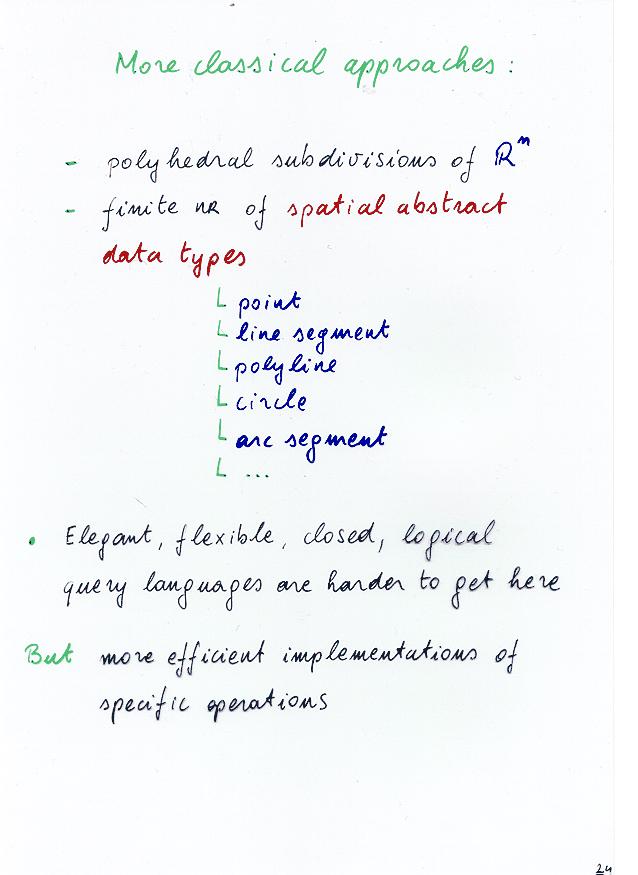 More classical approaches :
- polyhedral subdivisions of ℝⁿ
- finite nR of spatial abstract
data types
└ point
└ line segment
└ polyline
└ circle
└ arc segment
└ ...
• Elegant, flexible, closed, logical
query languages are harder to get here
But more efficient implementations of
specific operations
24